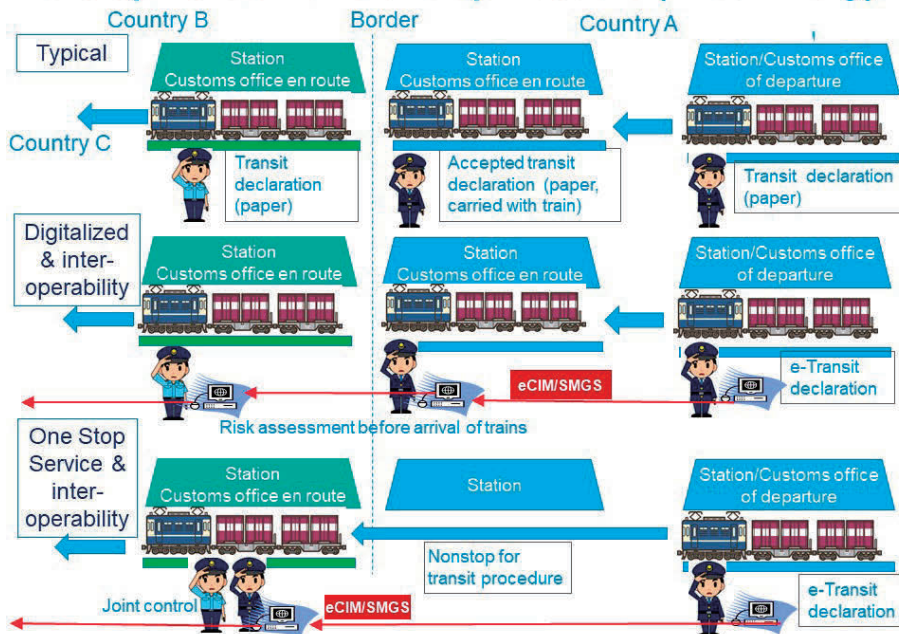 Country B
Border
Country A
Typical
Station
Customs office en route
Station
Customs office en route
Station/Customs office
of departure
Country C
Transit
declaration
(paper)
Accepted transit
declaration (paper,
carried with train)
Transit declaration
(paper)
Digitalized
& inter-
operability
Station
Customs office en route
Station
Customs office en route
Station/Customs office
of departure
eCIM/SMGS
e-Transit
declaration
Risk assessment before arrival of trains
One Stop
Service &
inter-
operability
Station
Customs office en route
Station
Station/Customs office
of departure
Nonstop for
transit procedure
Joint control
eCIM/SMGS
e-Transit
declaration